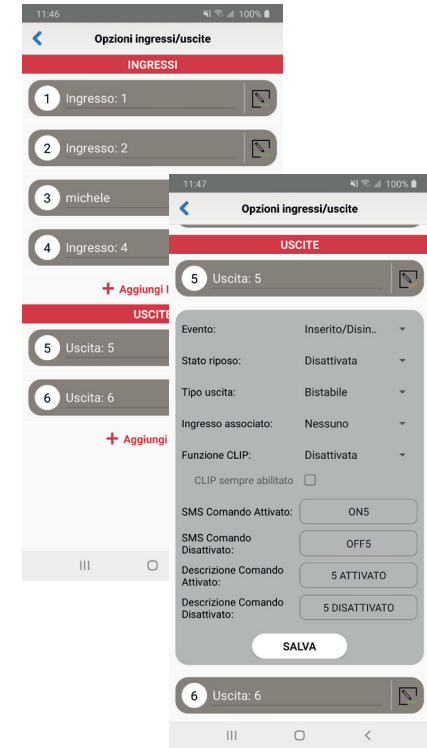 11:46
100%
Opzioni ingressi/uscite
INGRESSI
1 Ingresso: 1
2 Ingresso: 2
3 michele
4 Ingresso: 4
+ Aggiungi
USCITE
5 Uscita: 5
6 Uscita: 6
+ Aggiungi
11:47
100%
Opzioni ingressi/uscite
USCITE
5 Uscita: 5
Evento: Inserito/Disin..
Stato riposo: Disattivata
Tipo uscita: Bistabile
Ingresso associato: Nessuno
Funzione CLIP: Disattivata
CLIP sempre abilitato
SMS Comando Attivato: ON5
SMS Comando
Disattivato:
OFF5
Descrizione Comando
Attivato:
5 ATTIVATO
Descrizione Comando
Disattivato:
5 DISATTIVATO
SALVA
6 Uscita: 6